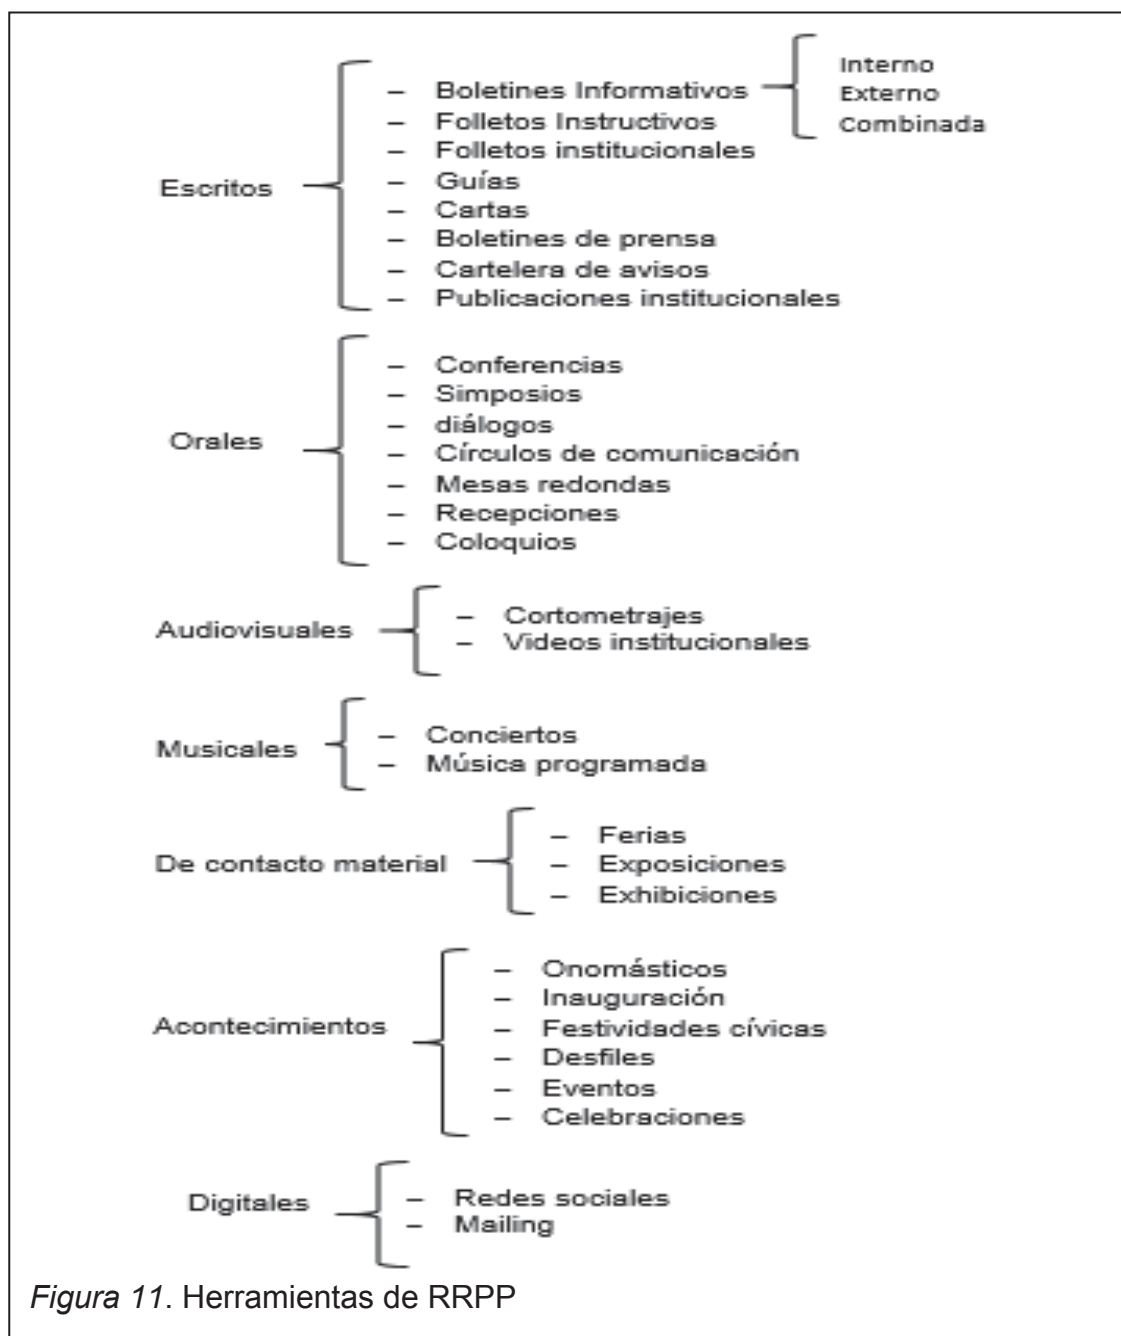 Escritos
– Boletines Informativos
Interno
Externo
Combinada
– Folletos Instructivos
– Folletos institucionales
– Guías
– Cartas
– Boletines de prensa
– Cartelera de avisos
– Publicaciones institucionales
Orales
– Conferencias
– Simposios
– diálogos
– Círculos de comunicación
– Mesas redondas
– Recepciones
– Coloquios
Audiovisuales
– Cortometrajes
– Videos institucionales
Musicales
– Conciertos
– Música programada
De contacto material
– Ferias
– Exposiciones
– Exhibiciones
Acontecimientos
– Onomásticos
– Inauguración
– Festividades cívicas
– Desfiles
– Eventos
– Celebraciones
Digitales
– Redes sociales
– Mailing
Figura 11. Herramientas de RRPP